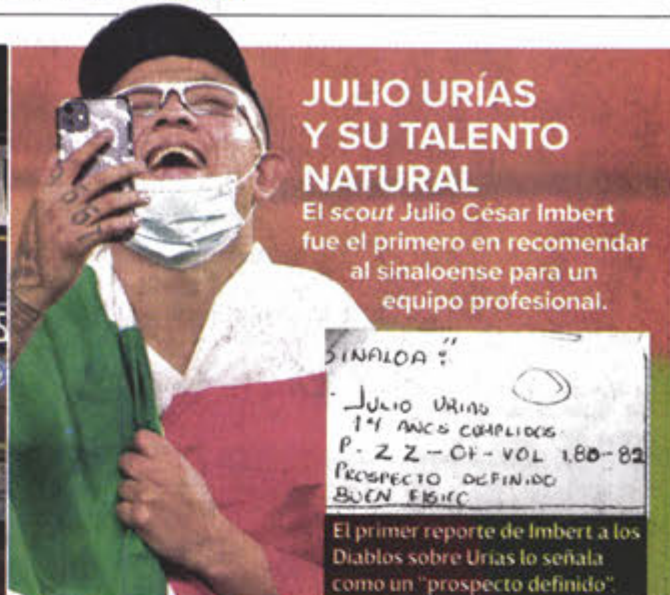 JULIO URÍAS
Y SU TALENTO
NATURAL
El scout Julio César Imbert
fue el primero en recomendar
al sinaloense para un
equipo profesional.
SINALOA :
JULIO URIAS
14 AÑOS CUMPLIDOS
P - Z Z - OF - VOL 1.80 - 82
PROSPECTO DEFINIDO
BUEN FISICO
El primer reporte de Imbert a los
Diablos sobre Urías lo señala
como un "prospecto definido".